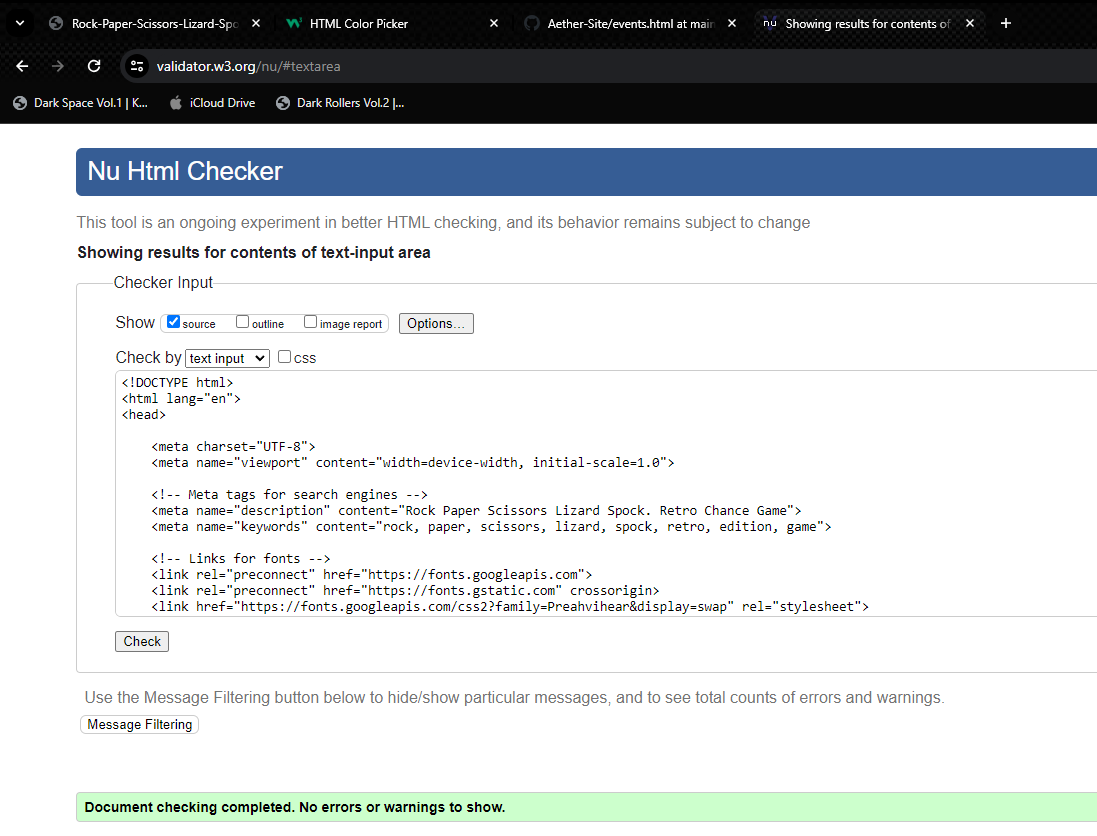 Rock-Paper-Scissors-Lizard-Spo
HTML Color Picker
Aether-Site/events.html at main
nu Showing results for contents of
validator.w3.org/nu/#textarea
Dark Space Vol.1 | K...
iCloud Drive
Dark Rollers Vol.2 |...
Nu Html Checker
This tool is an ongoing experiment in better HTML checking, and its behavior remains subject to change
Showing results for contents of text-input area
Checker Input
Show source outline image report Options...
Check by text input css
<!DOCTYPE html>
<html lang="en">
<head>
<meta charset="UTF-8">
<meta name="viewport" content="width=device-width, initial-scale=1.0">
<!-- Meta tags for search engines -->
<meta name="description" content="Rock Paper Scissors Lizard Spock. Retro Chance Game">
<meta name="keywords" content="rock, paper, scissors, lizard, spock, retro, edition, game">
<!-- Links for fonts -->
<link rel="preconnect" href="https://fonts.googleapis.com">
<link rel="preconnect" href="https://fonts.gstatic.com" crossorigin>
<link href="https://fonts.googleapis.com/css2?family=Preahvihear&display=swap" rel="stylesheet">
Check
Use the Message Filtering button below to hide/show particular messages, and to see total counts of errors and warnings.
Message Filtering
Document checking completed. No errors or warnings to show.